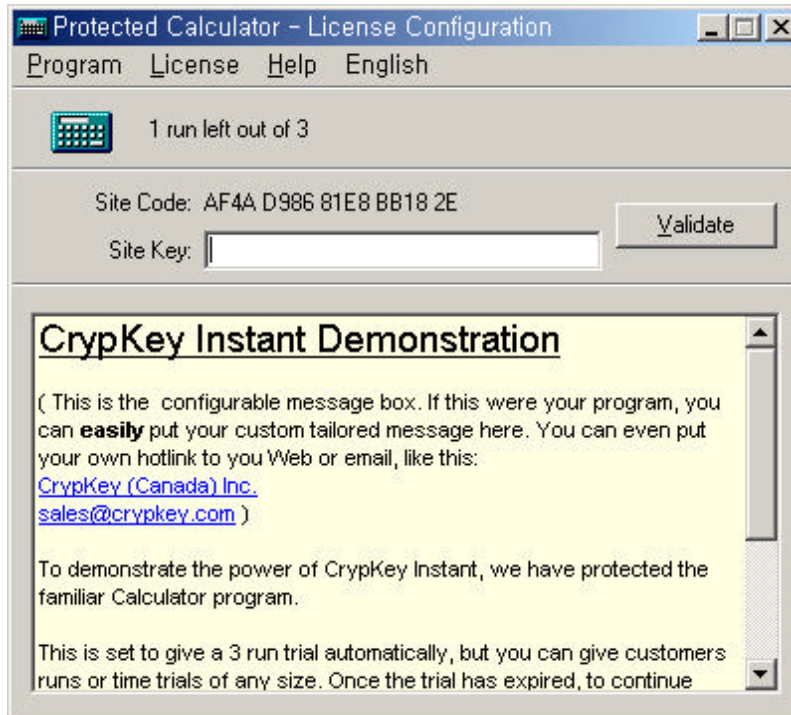 Protected Calculator - License Configuration
Program License Help English
1 run left out of 3
Site Code: AF4A D986 81E8 BB18 2E
Validate
Site Key:
CrypKey Instant Demonstration
( This is the  configurable message box. If this were your program, you
can easily put your custom tailored message here. You can even put
your own hotlink to you Web or email, like this:
CrypKey (Canada) Inc.
sales@crypkey.com )
To demonstrate the power of CrypKey Instant, we have protected the
familiar Calculator program.
This is set to give a 3 run trial automatically, but you can give customers
runs or time trials of any size. Once the trial has expired, to continue